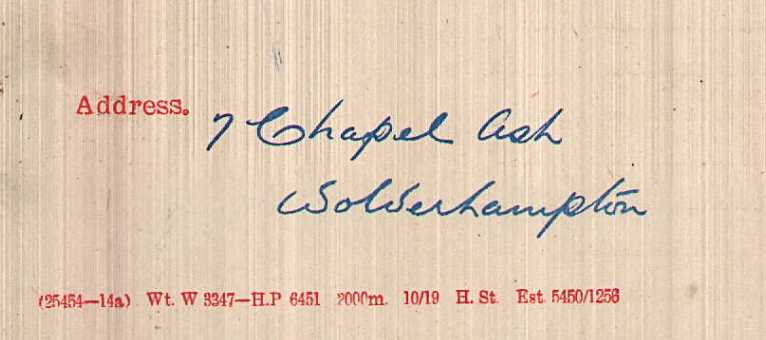 Address.
7 Chapel Ash
Wolverhampton
(25454—14a) Wt. W 3347—H.P 6451 2000m. 10/19 H. St. Est. 5450/1256